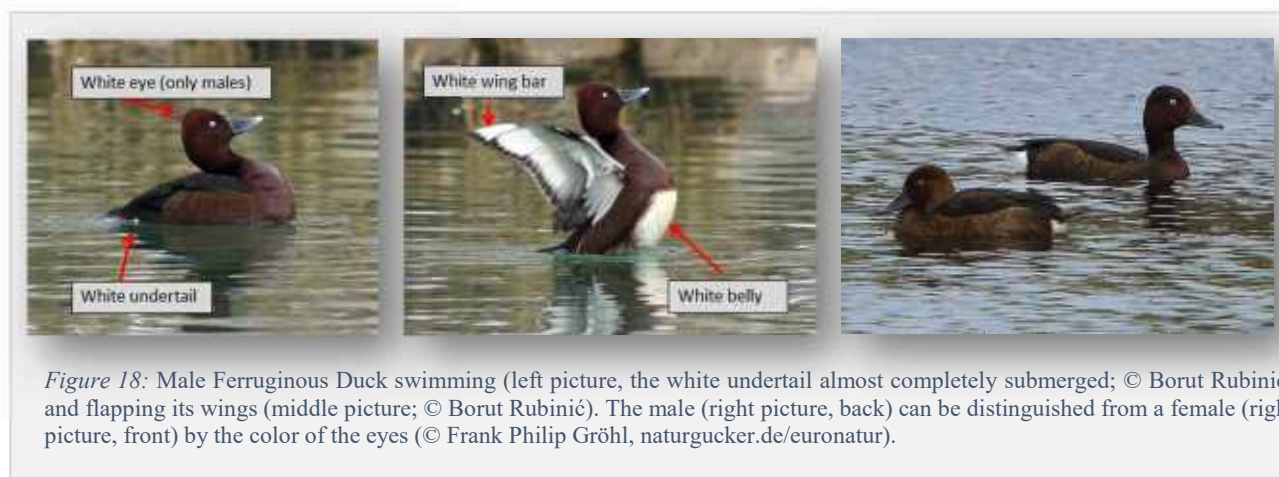 White eye (only males)
White undertail
White wing bar
White belly
Figure 18: Male Ferruginous Duck swimming (left picture, the white undertail almost completely submerged; © Borut Rubinić
and flapping its wings (middle picture; © Borut Rubinić). The male (right picture, back) can be distinguished from a female
picture, front) by the color of the eyes (© Frank Philip Gröhl, naturgucker.de/euronatur).